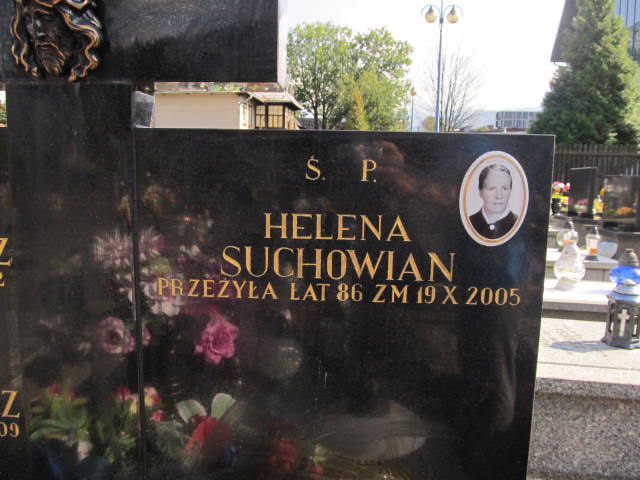 Ś. P.
HELENA
SUCHOWIAN
PRZEŻYŁA LAT 86 ZM 19 X 2005